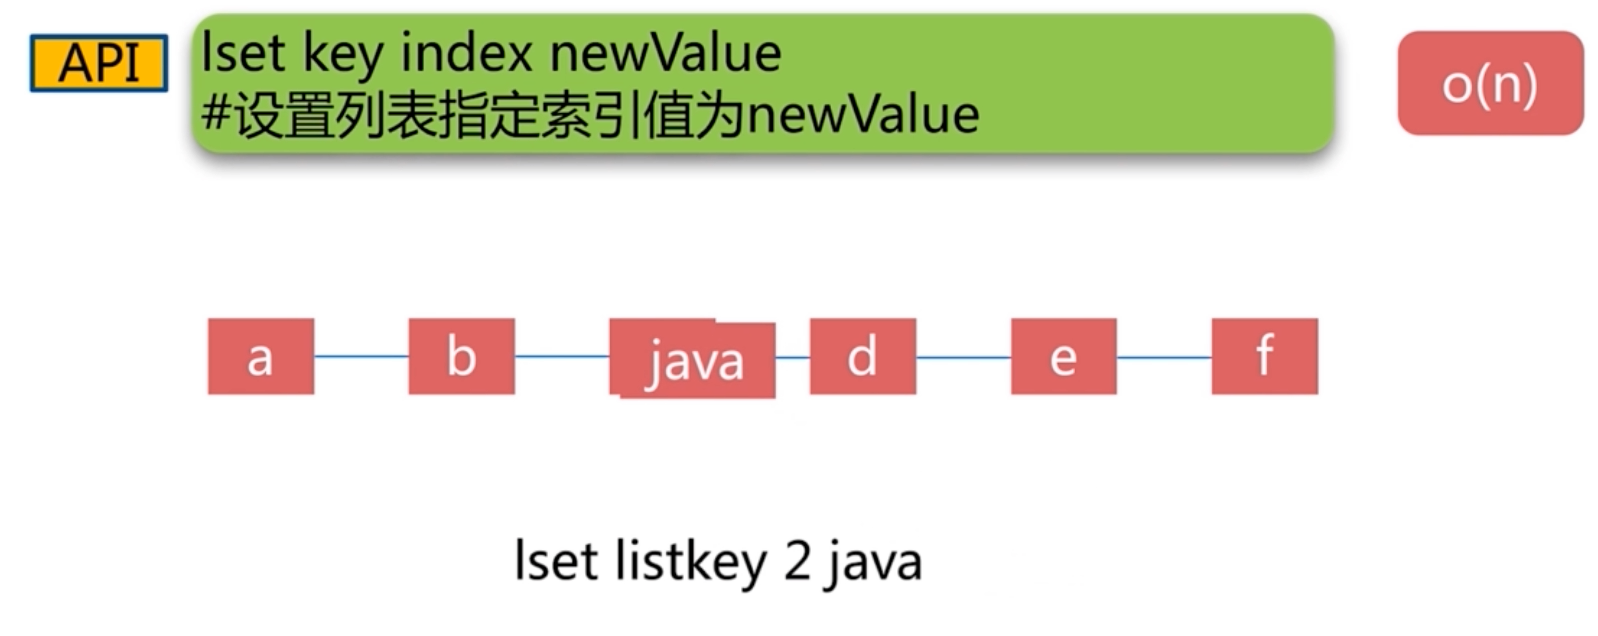 API
lset key index newValue
#设置列表指定索引值为newValue
o(n)
a
b
java
d
e
f
lset listkey 2 java